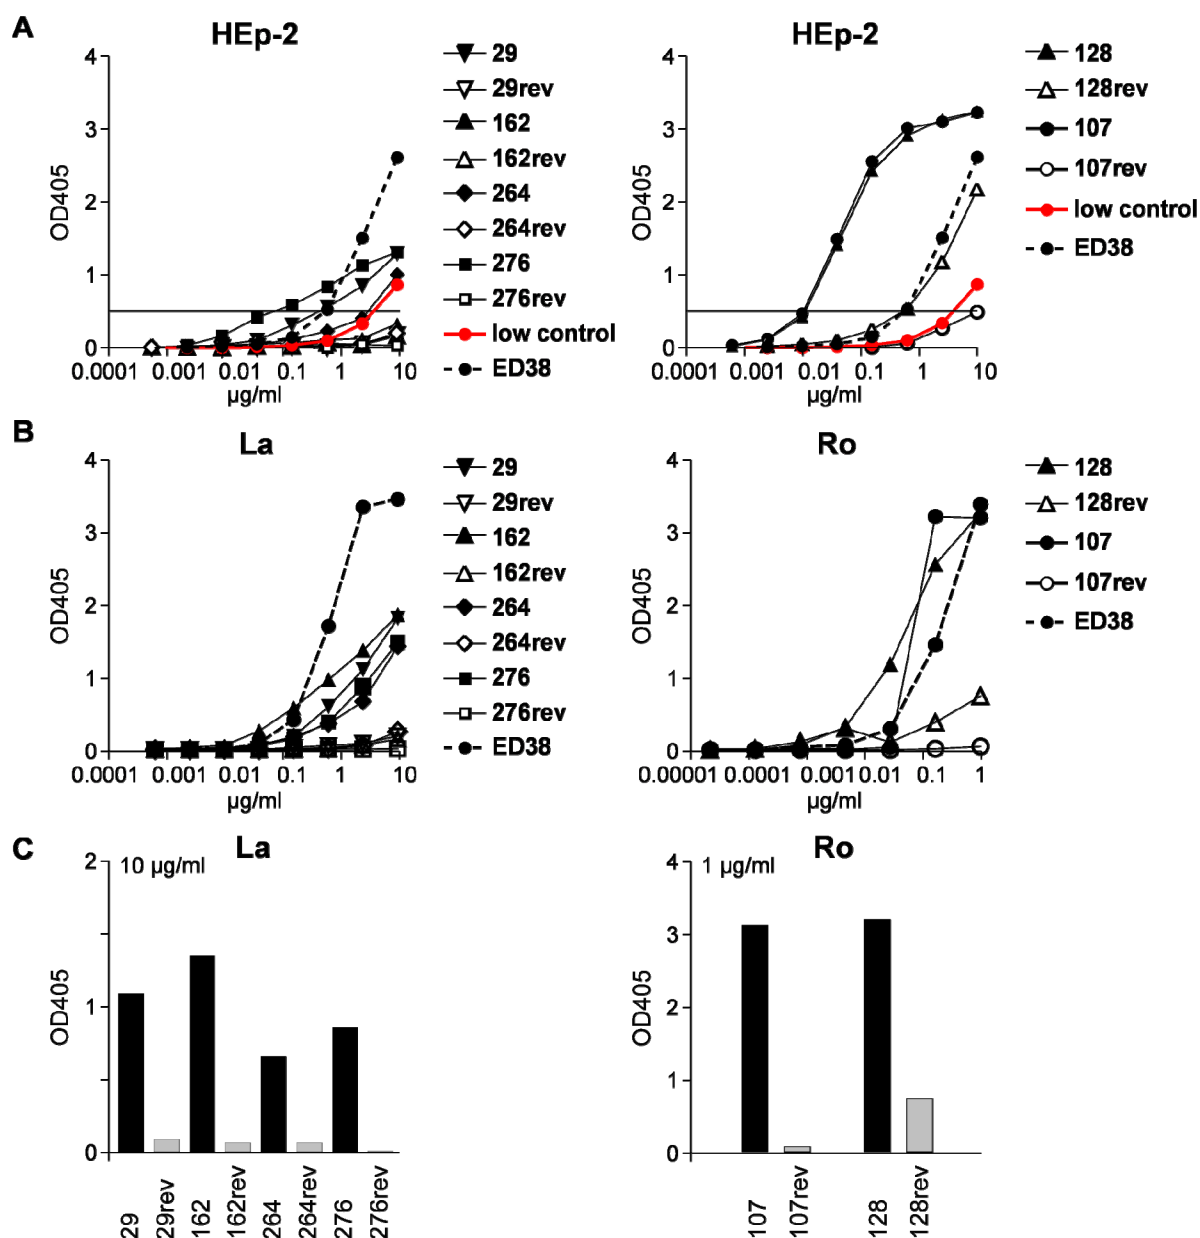 A
HEp-2
4
3
2
1
0
OD405
0.0001
0.001
0.01
0.1
1
10
µg/ml
29
29rev
162
162rev
264
264rev
276
276rev
low control
ED38
HEp-2
4
3
2
1
0
OD405
0.0001
0.001
0.01
0.1
1
10
µg/ml
128
128rev
107
107rev
low control
ED38
B
La
4
3
2
1
0
OD405
0.0001
0.001
0.01
0.1
1
10
µg/ml
29
29rev
162
162rev
264
264rev
276
276rev
ED38
Ro
4
3
2
1
0
OD405
0.00001
0.0001
0.001
0.01
0.1
1
µg/ml
128
128rev
107
107rev
ED38
C
La
10 µg/ml
2
1
0
OD405
29
29rev
162
162rev
264
264rev
276
276rev
Ro
1 µg/ml
4
3
2
1
0
OD405
107
107rev
128
128rev